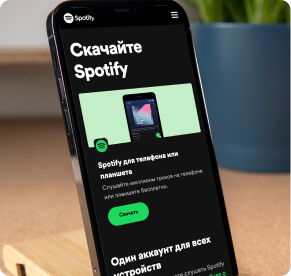 Spotify
Скачайте
Spotify
Spotify для телефона или
планшета
Слушайте миллионы треков на телефоне
или планшете бесплатно.
Скачать
Один аккаунт для всех
устройств
слушать Spotify